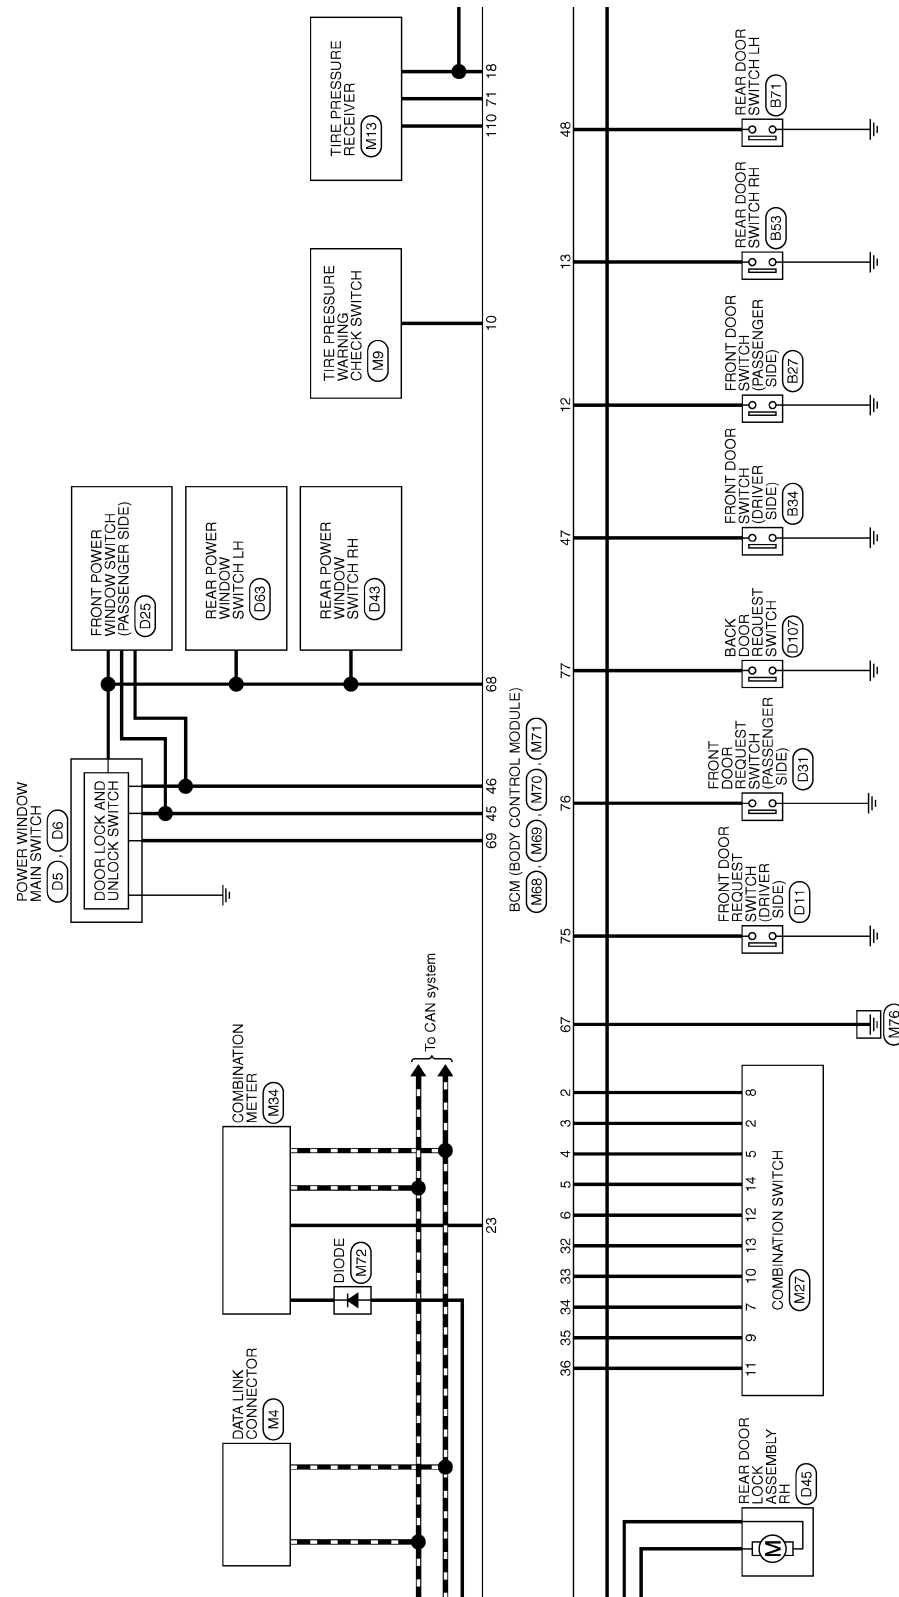 TIRE PRESSURE
RECEIVER
M13
18
71
110
TIRE PRESSURE
WARNING
CHECK SWITCH
M9
10
FRONT POWER
WINDOW SWITCH
(PASSENGER SIDE)
D25
REAR POWER
WINDOW
SWITCH LH
D63
REAR POWER
WINDOW
SWITCH RH
D43
68
POWER WINDOW
MAIN SWITCH
D5 , D6
DOOR LOCK AND
UNLOCK SWITCH
46
45
69
BCM (BODY CONTROL MODULE)
M68 , M69 , M70 , M71
To CAN system
COMBINATION
METER
M34
23
DIODE
M72
DATA LINK
CONNECTOR
M4
48
REAR DOOR
SWITCH LH
B71
13
REAR DOOR
SWITCH RH
B53
12
FRONT DOOR
SWITCH
(PASSENGER
SIDE)
B27
47
FRONT DOOR
SWITCH
(DRIVER
SIDE)
B34
77
BACK
DOOR
REQUEST
SWITCH
D107
76
FRONT
DOOR
REQUEST
SWITCH
(PASSENGER
SIDE)
D31
75
FRONT DOOR
REQUEST
SWITCH
(DRIVER
SIDE)
D11
67
M76
2 8
3 2
4 5
5 14
6 12
32 13
33 10
34 7
35 9
36 11
COMBINATION SWITCH
M27
REAR DOOR
LOCK
ASSEMBLY
RH
D45
M